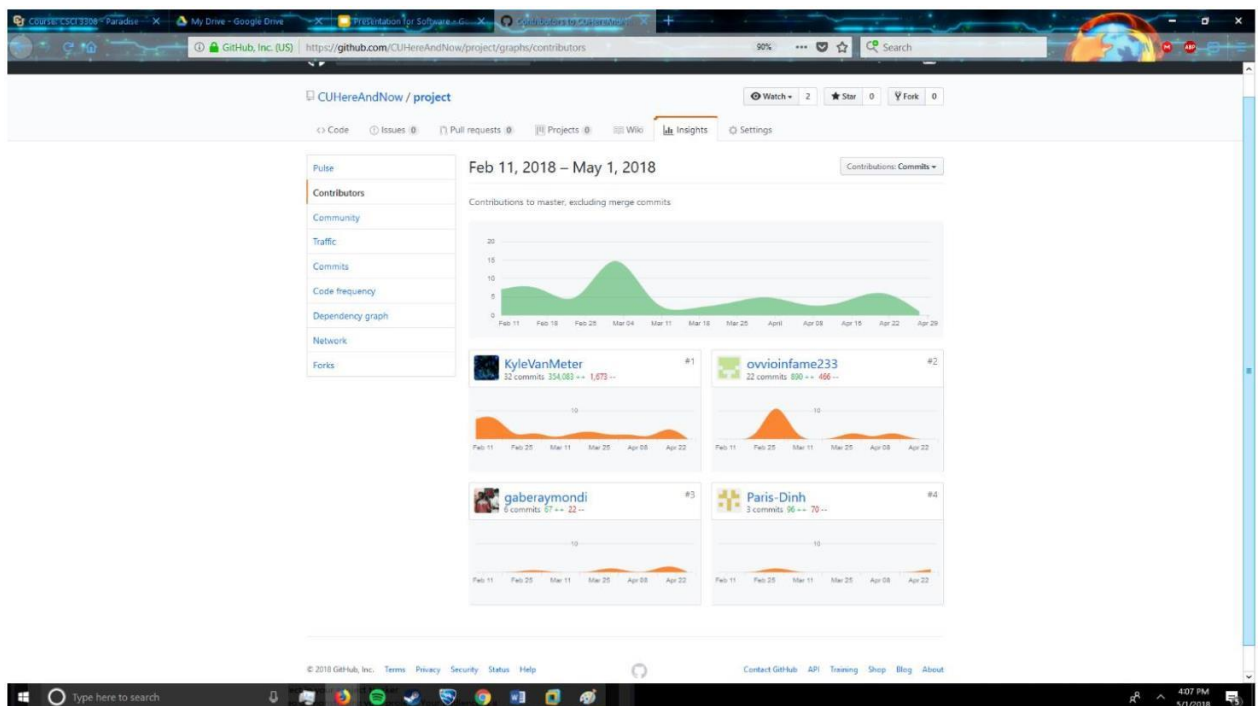 Course: CSCI 3308 - Paradise
My Drive - Google Drive
Presentation for Software - G
Contributors to CUHereAndN
GitHub, Inc. (US)
https://github.com/CUHereAndNow/project/graphs/contributors
90%
Search
CUHereAndNow / project
Watch 2
Star 0
Fork 0
Code
Issues 0
Pull requests 0
Projects 0
Wiki
Insights
Settings
Pulse
Contributors
Community
Traffic
Commits
Code frequency
Dependency graph
Network
Forks
Feb 11, 2018 – May 1, 2018
Contributions: Commits
Contributions to master, excluding merge commits
20
15
10
5
0
Feb 11 Feb 18 Feb 25 Mar 04 Mar 11 Mar 18 Mar 25 April Apr 08 Apr 15 Apr 22 Apr 29
KyleVanMeter #1
32 commits 354,083 ++ 1,673 --
10
Feb 11 Feb 25 Mar 11 Mar 25 Apr 08 Apr 22
ovvioinfame233 #2
22 commits 890 ++ 466 --
10
Feb 11 Feb 25 Mar 11 Mar 25 Apr 08 Apr 22
gaberaymondi #3
6 commits 67 ++ 22 --
10
Feb 11 Feb 25 Mar 11 Mar 25 Apr 08 Apr 22
Paris-Dinh #4
3 commits 96 ++ 70 --
10
Feb 11 Feb 25 Mar 11 Mar 25 Apr 08 Apr 22
© 2018 GitHub, Inc. Terms Privacy Security Status Help
Contact GitHub API Training Shop Blog About
Type here to search
4:07 PM
5/1/2018